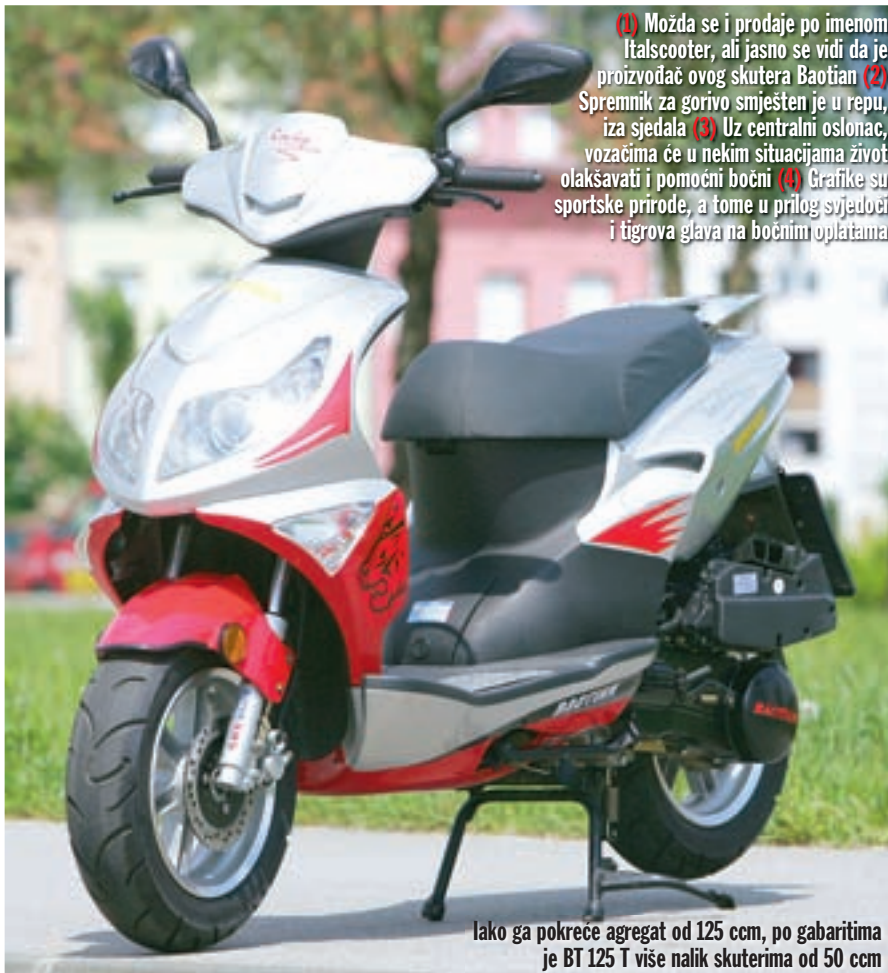 (1) Možda se i prodaje po imenom
Italscooter, ali jasno se vidi da je
proizvođač ovog skutera Baotian (2)
Spremnik za gorivo smješten je u repu,
iza sjedala (3) Uz centralni oslonac,
vozačima će u nekim situacijama život
olakšavati i pomoćni bočni (4) Grafike su
sportske prirode, a tome u prilog svjedoči
i tigrova glava na bočnim oplatama
BAOTIAN
BAOTIAN
Iako ga pokreće agregat od 125 ccm, po gabaritima
je BT 125 T više nalik skuterima od 50 ccm